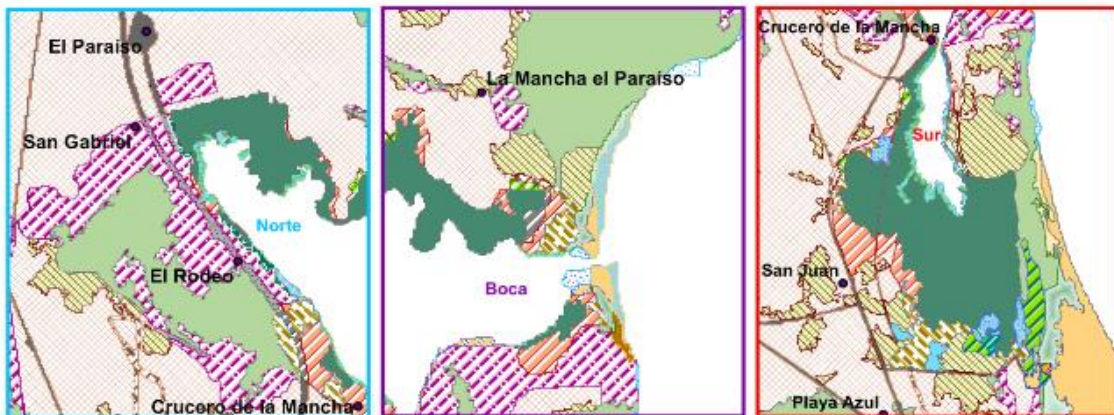 El Paraiso
San Gabriel
Norte
El Rodeo
Crucero de la Mancha
La Mancha el Paraíso
Boca
Crucero de la Mancha
Sur
San Juan
Playa Azul